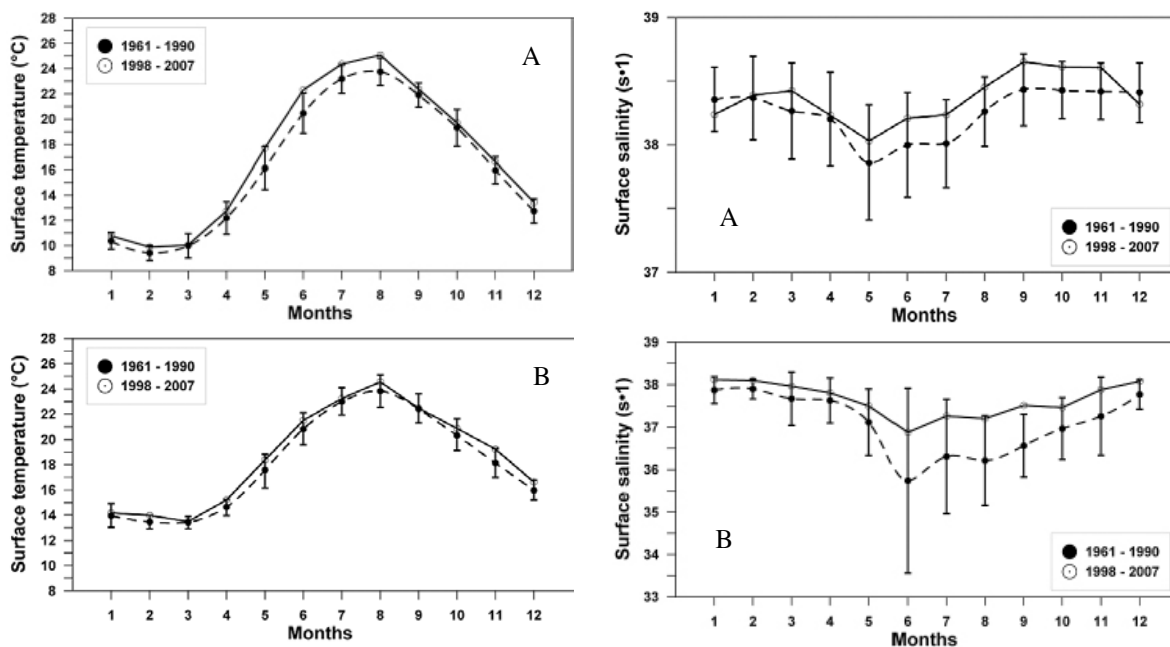 28
26
24
22
20
18
16
14
12
10
8
Surface temperature (°C)
1961 - 1990
1998 - 2007
A
1 2 3 4 5 6 7 8 9 10 11 12
Months
39
38
37
Surface salinity (s•1)
A
1961 - 1990
1998 - 2007
1 2 3 4 5 6 7 8 9 10 11 12
Months
28
26
24
22
20
18
16
14
12
10
8
Surface temperature (°C)
1961 - 1990
1998 - 2007
B
1 2 3 4 5 6 7 8 9 10 11 12
Months
39
38
37
36
35
34
33
Surface salinity (s•1)
B
1961 - 1990
1998 - 2007
1 2 3 4 5 6 7 8 9 10 11 12
Months